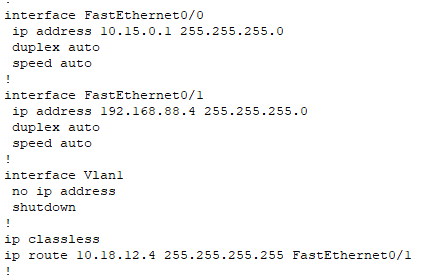 !
interface FastEthernet0/0
 ip address 10.15.0.1 255.255.255.0
 duplex auto
 speed auto
!
interface FastEthernet0/1
 ip address 192.168.88.4 255.255.255.0
 duplex auto
 speed auto
!
interface Vlan1
 no ip address
 shutdown
!
ip classless
ip route 10.18.12.4 255.255.255.255 FastEthernet0/1
!